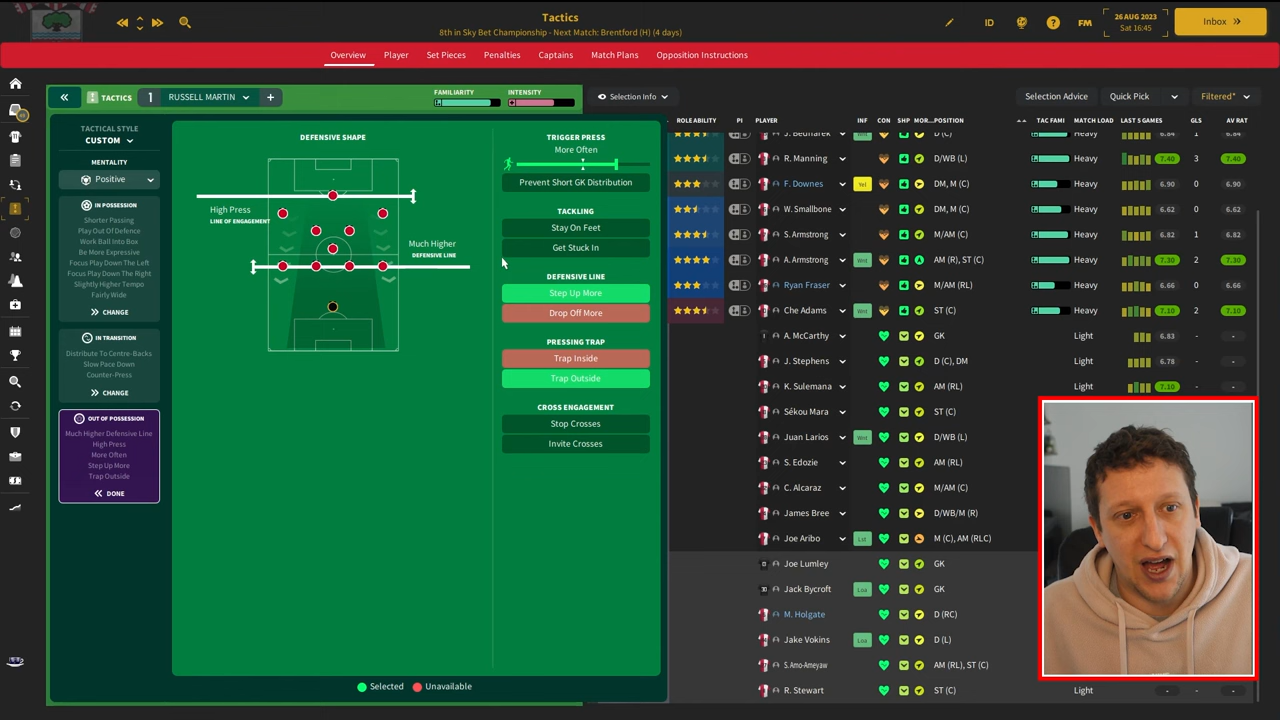 Tactics
8th in Sky Bet Championship - Next Match: Brentford (H) (4 days)
ID
?
FM
26 AUG 2023
Sat 16:45
Inbox
Overview
Player
Set Pieces
Penalties
Captains
Match Plans
Opposition Instructions
TACTICS
1
RUSSELL MARTIN
+
FAMILIARITY
INTENSITY
Selection Info
Selection Advice
Quick Pick
Filtered*
TACTICAL STYLE
CUSTOM
MENTALITY
Positive
IN POSSESSION
Shorter Passing
Play Out Of Defence
Work Ball Into Box
Be More Expressive
Focus Play Down The Left
Focus Play Down The Right
Slightly Higher Tempo
Fairly Wide
CHANGE
IN TRANSITION
Distribute To Centre-Backs
Slow Pace Down
Counter-Press
CHANGE
OUT OF POSSESSION
Much Higher Defensive Line
High Press
More Often
Step Up More
Trap Outside
DONE
DEFENSIVE SHAPE
High Press
LINE OF ENGAGEMENT
Much Higher
DEFENSIVE LINE
TRIGGER PRESS
More Often
Prevent Short GK Distribution
TACKLING
Stay On Feet
Get Stuck In
DEFENSIVE LINE
Step Up More
Drop Off More
PRESSING TRAP
Trap Inside
Trap Outside
CROSS ENGAGEMENT
Stop Crosses
Invite Crosses
Selected
Unavailable
ROLE ABILITY PI PLAYER INF CON SHP MOR... POSITION TAC FAMI MATCH LOAD LAST 5 GAMES GLS AV RAT
J. Bednarek D (C) Heavy 6.84 1 6.84
R. Manning D/WB (L) Heavy 7.40 3 7.40
F. Downes Yel DM, M (C) Heavy 6.90 0 6.90
W. Smallbone DM, M (C) Heavy 6.62 0 6.62
S. Armstrong M/AM (C) Heavy 6.82 1 6.82
A. Armstrong Wnt AM (R), ST (C) Heavy 7.30 2 7.30
Ryan Fraser M/AM (RL) Heavy 6.66 0 6.66
Che Adams Wnt ST (C) Heavy 7.10 2 7.10
A. McCarthy GK Light 6.83 - -
J. Stephens D (C), DM Light 6.78 - -
K. Sulemana AM (RL) Light 7.10 - -
Sékou Mara ST (C)
Juan Larios Wnt D/WB (L)
S. Edozie AM (RL)
C. Alcaraz M/AM (C)
James Bree D/WB/M (R)
Joe Aribo Lst M (C), AM (RLC)
Joe Lumley GK
Jack Bycroft Loa GK
M. Holgate D (RC)
Jake Vokins Loa D (L)
S. Amo-Ameyaw AM (RL), ST (C)
R. Stewart ST (C) Light - - -